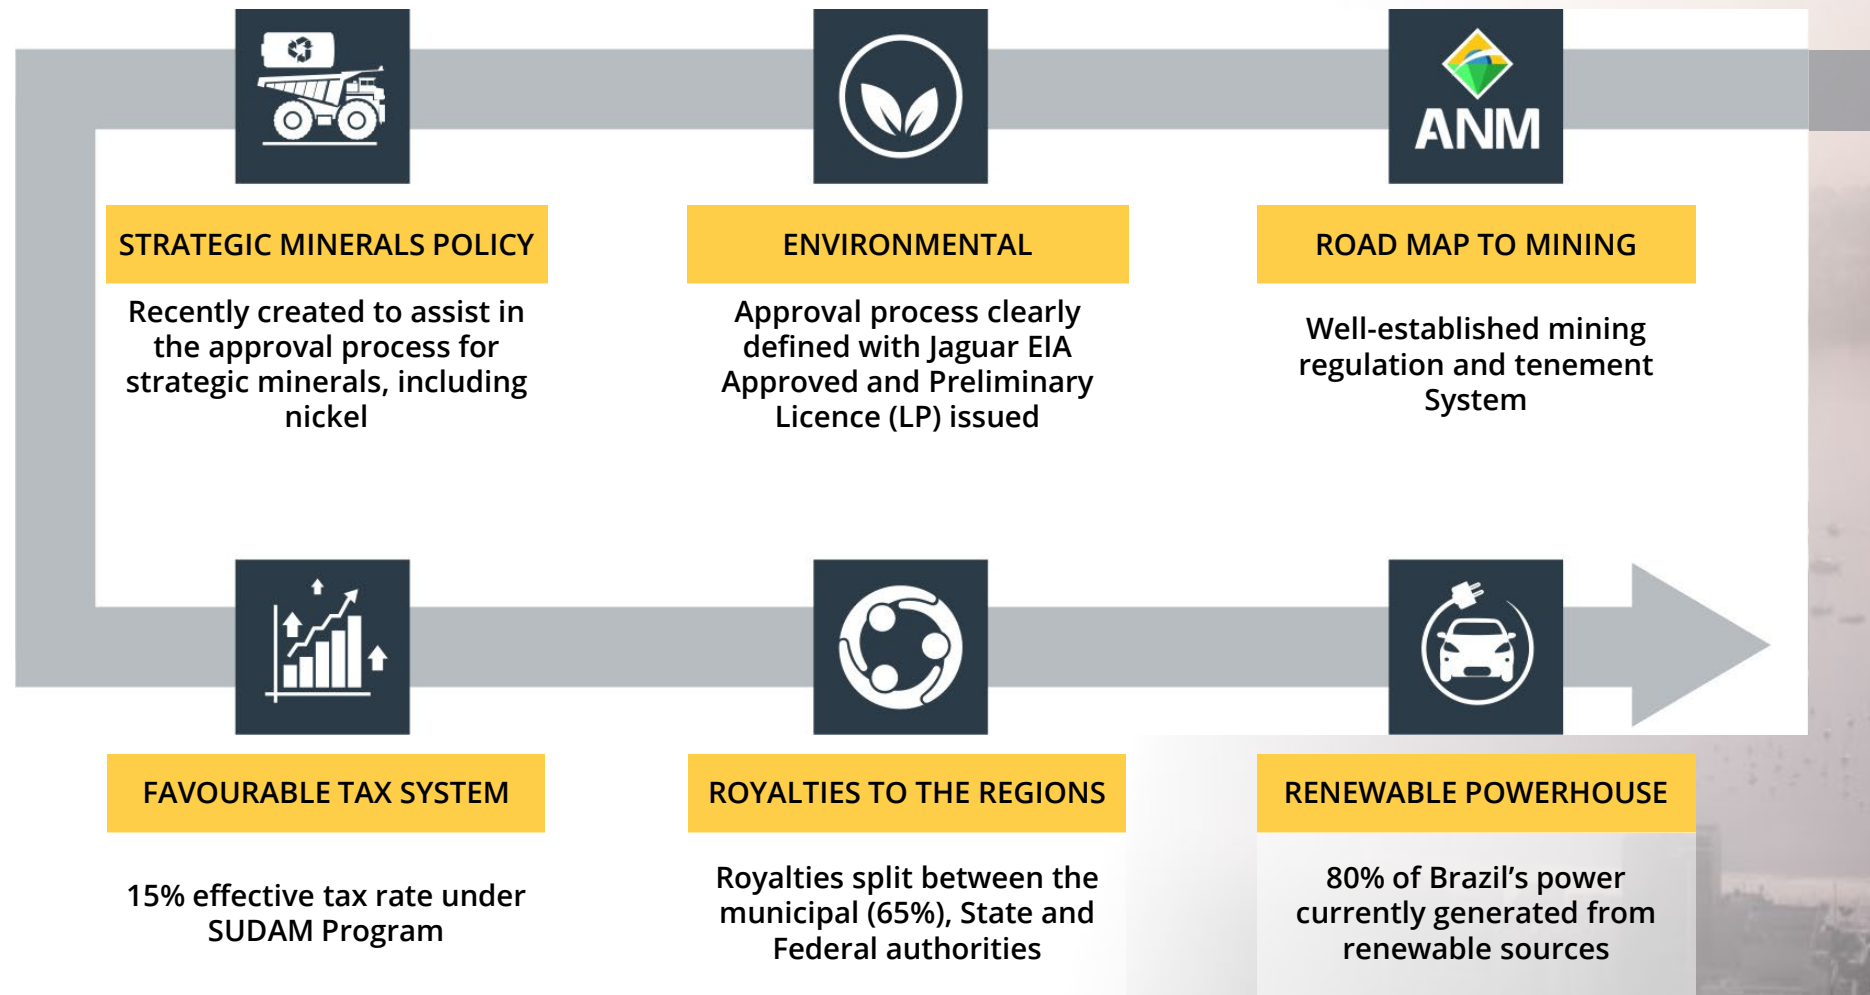 ANM
STRATEGIC MINERALS POLICY
Recently created to assist in
the approval process for
strategic minerals, including
nickel
ENVIRONMENTAL
Approval process clearly
defined with Jaguar EIA
Approved and Preliminary
Licence (LP) issued
ROAD MAP TO MINING
Well-established mining
regulation and tenement
System
FAVOURABLE TAX SYSTEM
15% effective tax rate under
SUDAM Program
ROYALTIES TO THE REGIONS
Royalties split between the
municipal (65%), State and
Federal authorities
RENEWABLE POWERHOUSE
80% of Brazil’s power
currently generated from
renewable sources